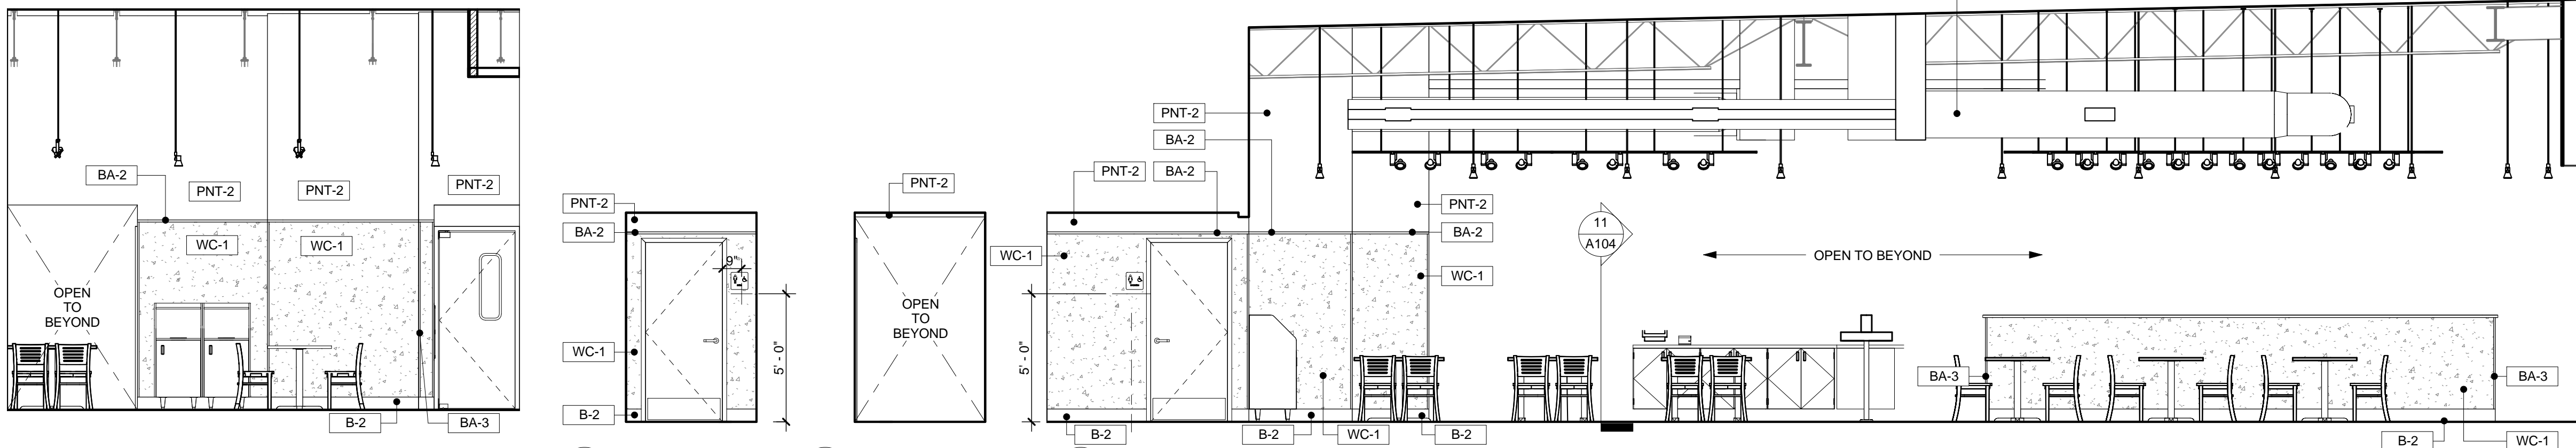 BA-2
PNT-2
PNT-2
PNT-2
WC-1
WC-1
OPEN
TO
BEYOND
B-2
BA-3
PNT-2
BA-2
9"
WC-1
5' - 0"
B-2
PNT-2
OPEN
TO
BEYOND
PNT-2
BA-2
PNT-2
BA-2
WC-1
5' - 0"
PNT-2
BA-2
WC-1
B-2
B-2
WC-1
B-2
11
A104
OPEN TO BEYOND
BA-3
BA-3
B-2
WC-1